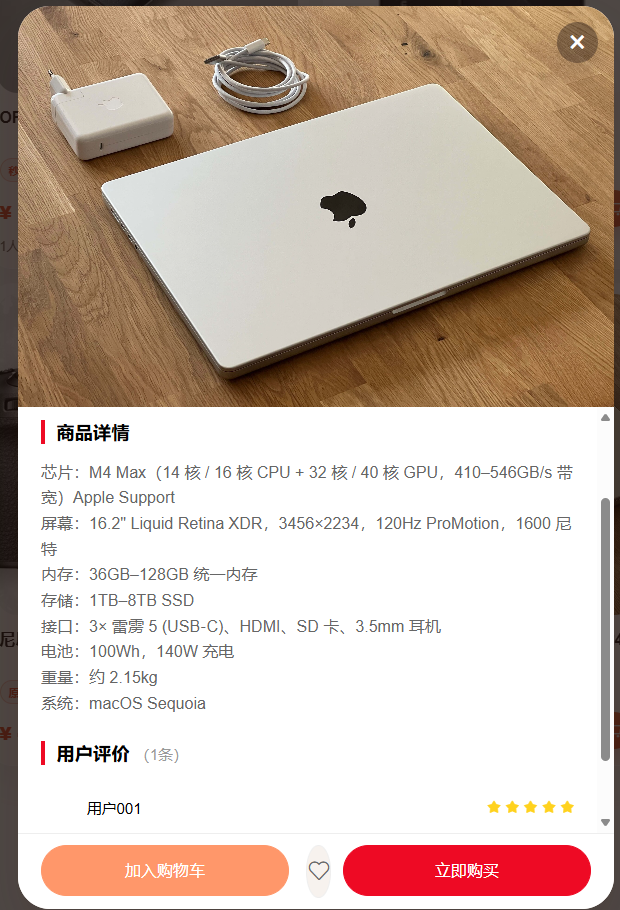 商品详情
芯片：M4 Max（14 核 / 16 核 CPU + 32 核 / 40 核 GPU，410–546GB/s 带
宽）Apple Support
屏幕：16.2" Liquid Retina XDR，3456×2234，120Hz ProMotion，1600 尼
特
内存：36GB–128GB 统一内存
存储：1TB–8TB SSD
接口：3× 雷雳 5 (USB-C)、HDMI、SD 卡、3.5mm 耳机
电池：100Wh，140W 充电
重量：约 2.15kg
系统：macOS Sequoia
用户评价 （1条）
用户001
加入购物车
立即购买